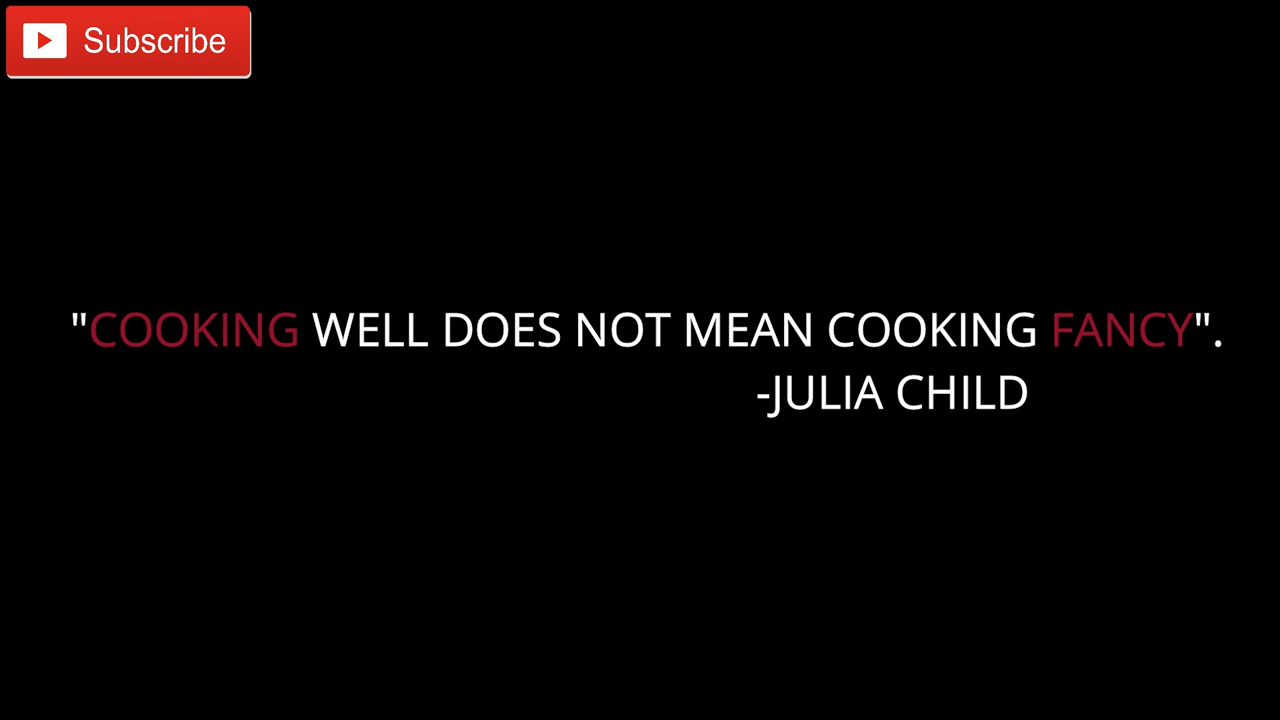 Subscribe
"COOKING WELL DOES NOT MEAN COOKING FANCY".
-JULIA CHILD